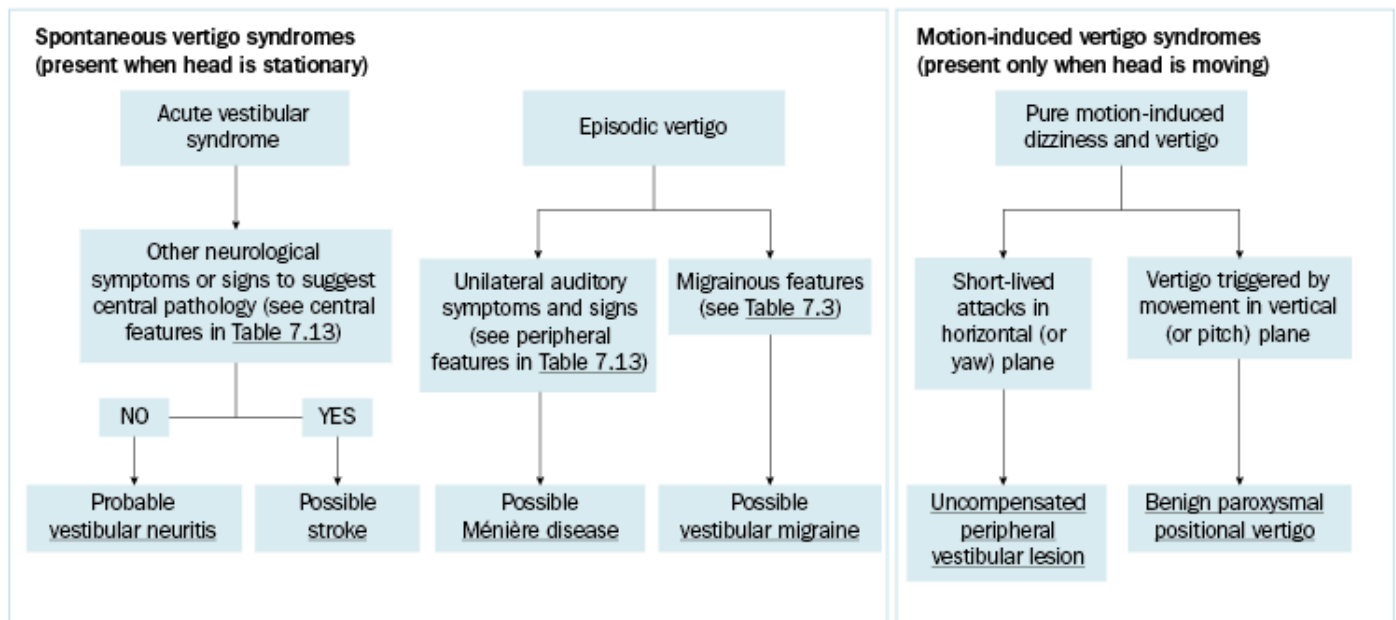 Spontaneous vertigo syndromes
(present when head is stationary)
Acute vestibular
syndrome
Other neurological
symptoms or signs to suggest
central pathology (see central
features in Table 7.13)
NO
YES
Probable
vestibular neuritis
Possible
stroke
Episodic vertigo
Unilateral auditory
symptoms and signs
(see peripheral
features in Table 7.13)
Migrainous features
(see Table 7.3)
Possible
Ménière disease
Possible
vestibular migraine
Motion-induced vertigo syndromes
(present only when head is moving)
Pure motion-induced
dizziness and vertigo
Short-lived
attacks in
horizontal (or
yaw) plane
Vertigo triggered by
movement in vertical
(or pitch) plane
Uncompensated
peripheral
vestibular lesion
Benign paroxysmal
positional vertigo